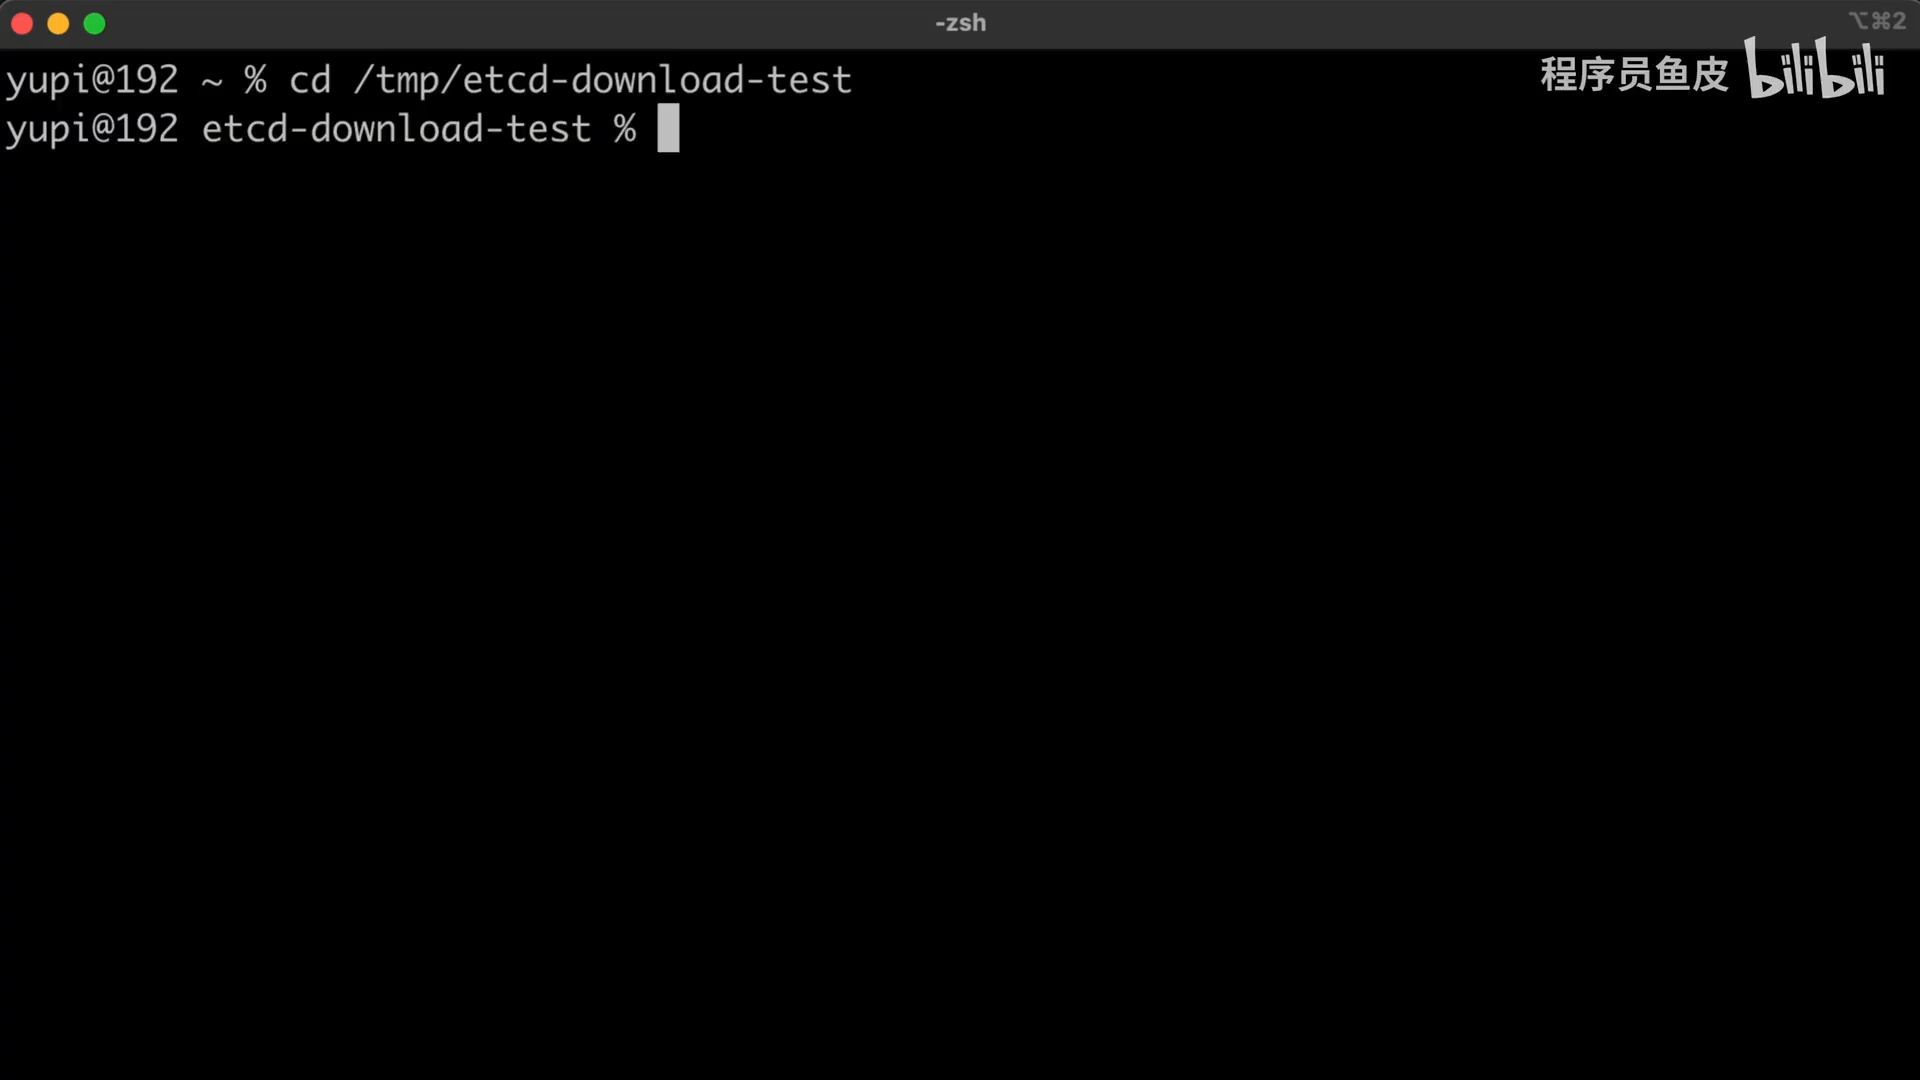 -zsh
⌥⌘2
程序员鱼皮 bilibili
yupi@192 ~ % cd /tmp/etcd-download-test
yupi@192 etcd-download-test %